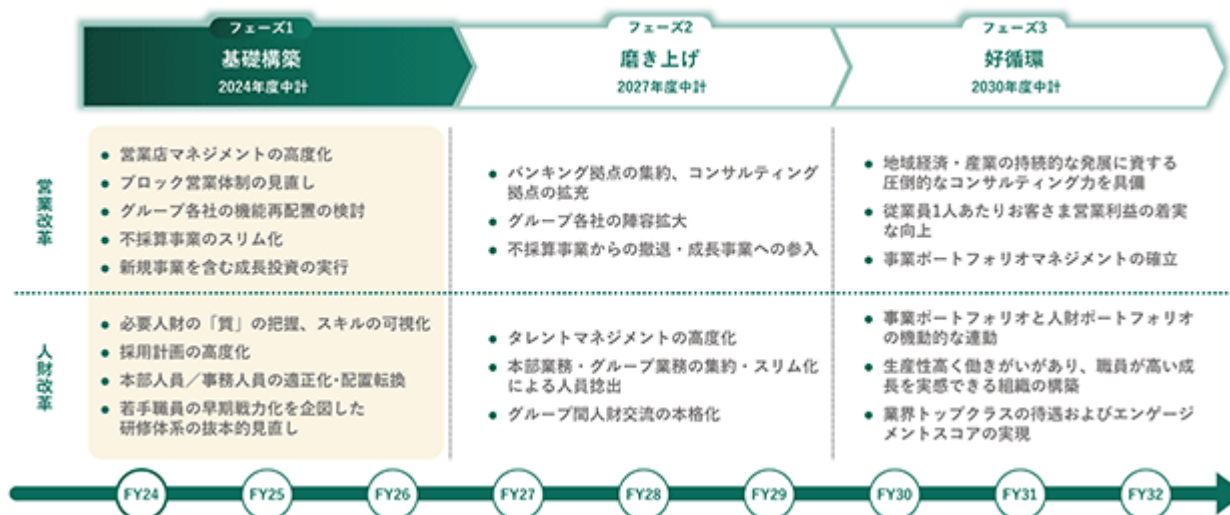 フェーズ1
基礎構築
2024年度中計
フェーズ2
磨き上げ
2027年度中計
フェーズ3
好循環
2030年度中計
営業改革
• 営業店マネジメントの高度化
• ブロック営業体制の見直し
• グループ各社の機能再配置の検討
• 不採算事業のスリム化
• 新規事業を含む成長投資の実行
• バンキング拠点の集約、コンサルティング
拠点の拡充
• グループ各社の陣容拡大
• 不採算事業からの撤退・成長事業への参入
• 地域経済・産業の持続的な発展に資する
圧倒的なコンサルティング力を具備
• 従業員1人あたりお客さま営業利益の着実
な向上
• 事業ポートフォリオマネジメントの確立
人財改革
• 必要人財の「質」の把握、スキルの可視化
• 採用計画の高度化
• 本部人員／事務人員の適正化・配置転換
• 若手職員の早期戦力化を企図した
研修体系の抜本的見直し
• タレントマネジメントの高度化
• 本部業務・グループ業務の集約・スリム化
による人員捻出
• グループ間人財交流の本格化
• 事業ポートフォリオと人財ポートフォリオ
の機動的な連動
• 生産性高く働きがいがあり、職員が高い成
長を実感できる組織の構築
• 業界トップクラスの待遇およびエンゲージ
メントスコアの実現
FY24
FY25
FY26
FY27
FY28
FY29
FY30
FY31
FY32